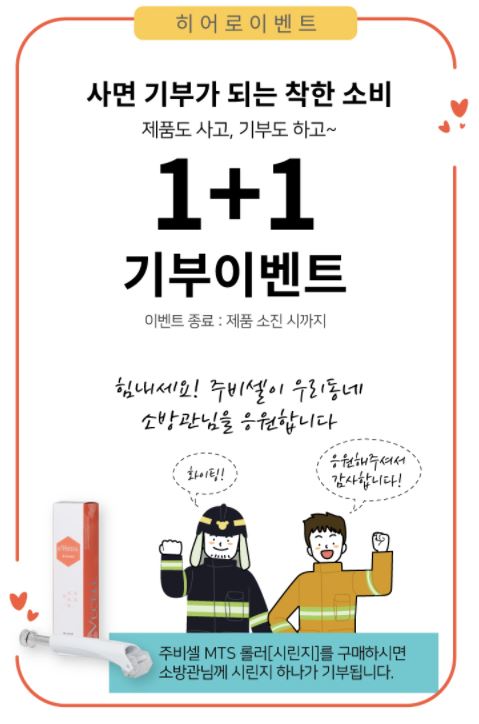 히어로이벤트
사면 기부가 되는 착한 소비
제품도 사고, 기부도 하고~
1+1
기부이벤트
이벤트 종료 : 제품 소진 시까지
힘내세요! 주비셀이 우리동네
소방관님을 응원합니다
화이팅!
응원해주셔서
감사합니다!
주비셀 MTS 롤러[시린지]를 구매하시면
소방관님께 시린지 하나가 기부됩니다.